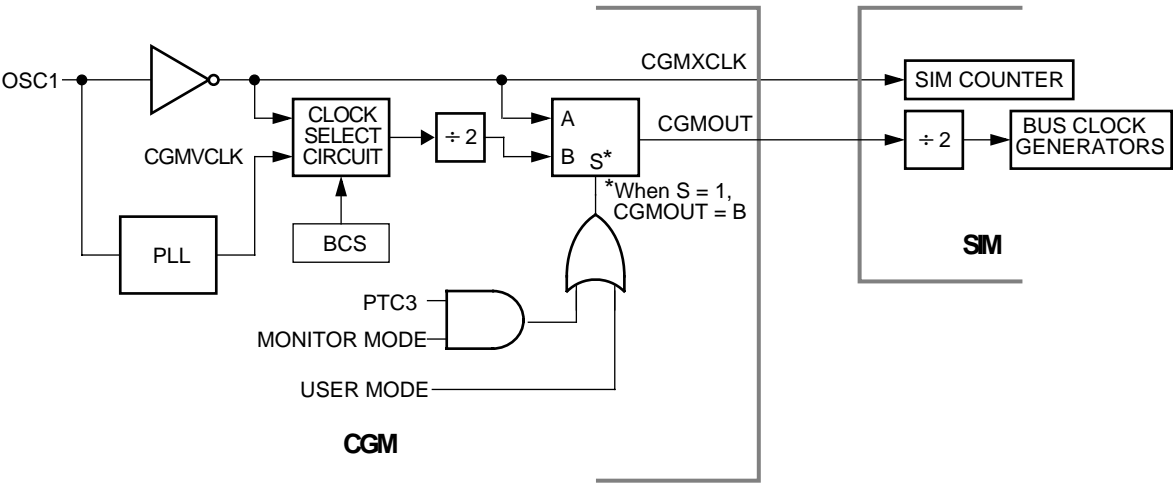 CGMXCLK
OSC1
SIM COUNTER
CLOCK
SELECT
CIRCUIT
A
CGMOUT
BUS CLOCK
GENERATORS
÷ 2
÷ 2
CGMVCLK
B
S*
*When S = 1,
CGMOUT = B
BCS
PLL
SIM
PTC3
MONITOR MODE
USER MODE
CGM